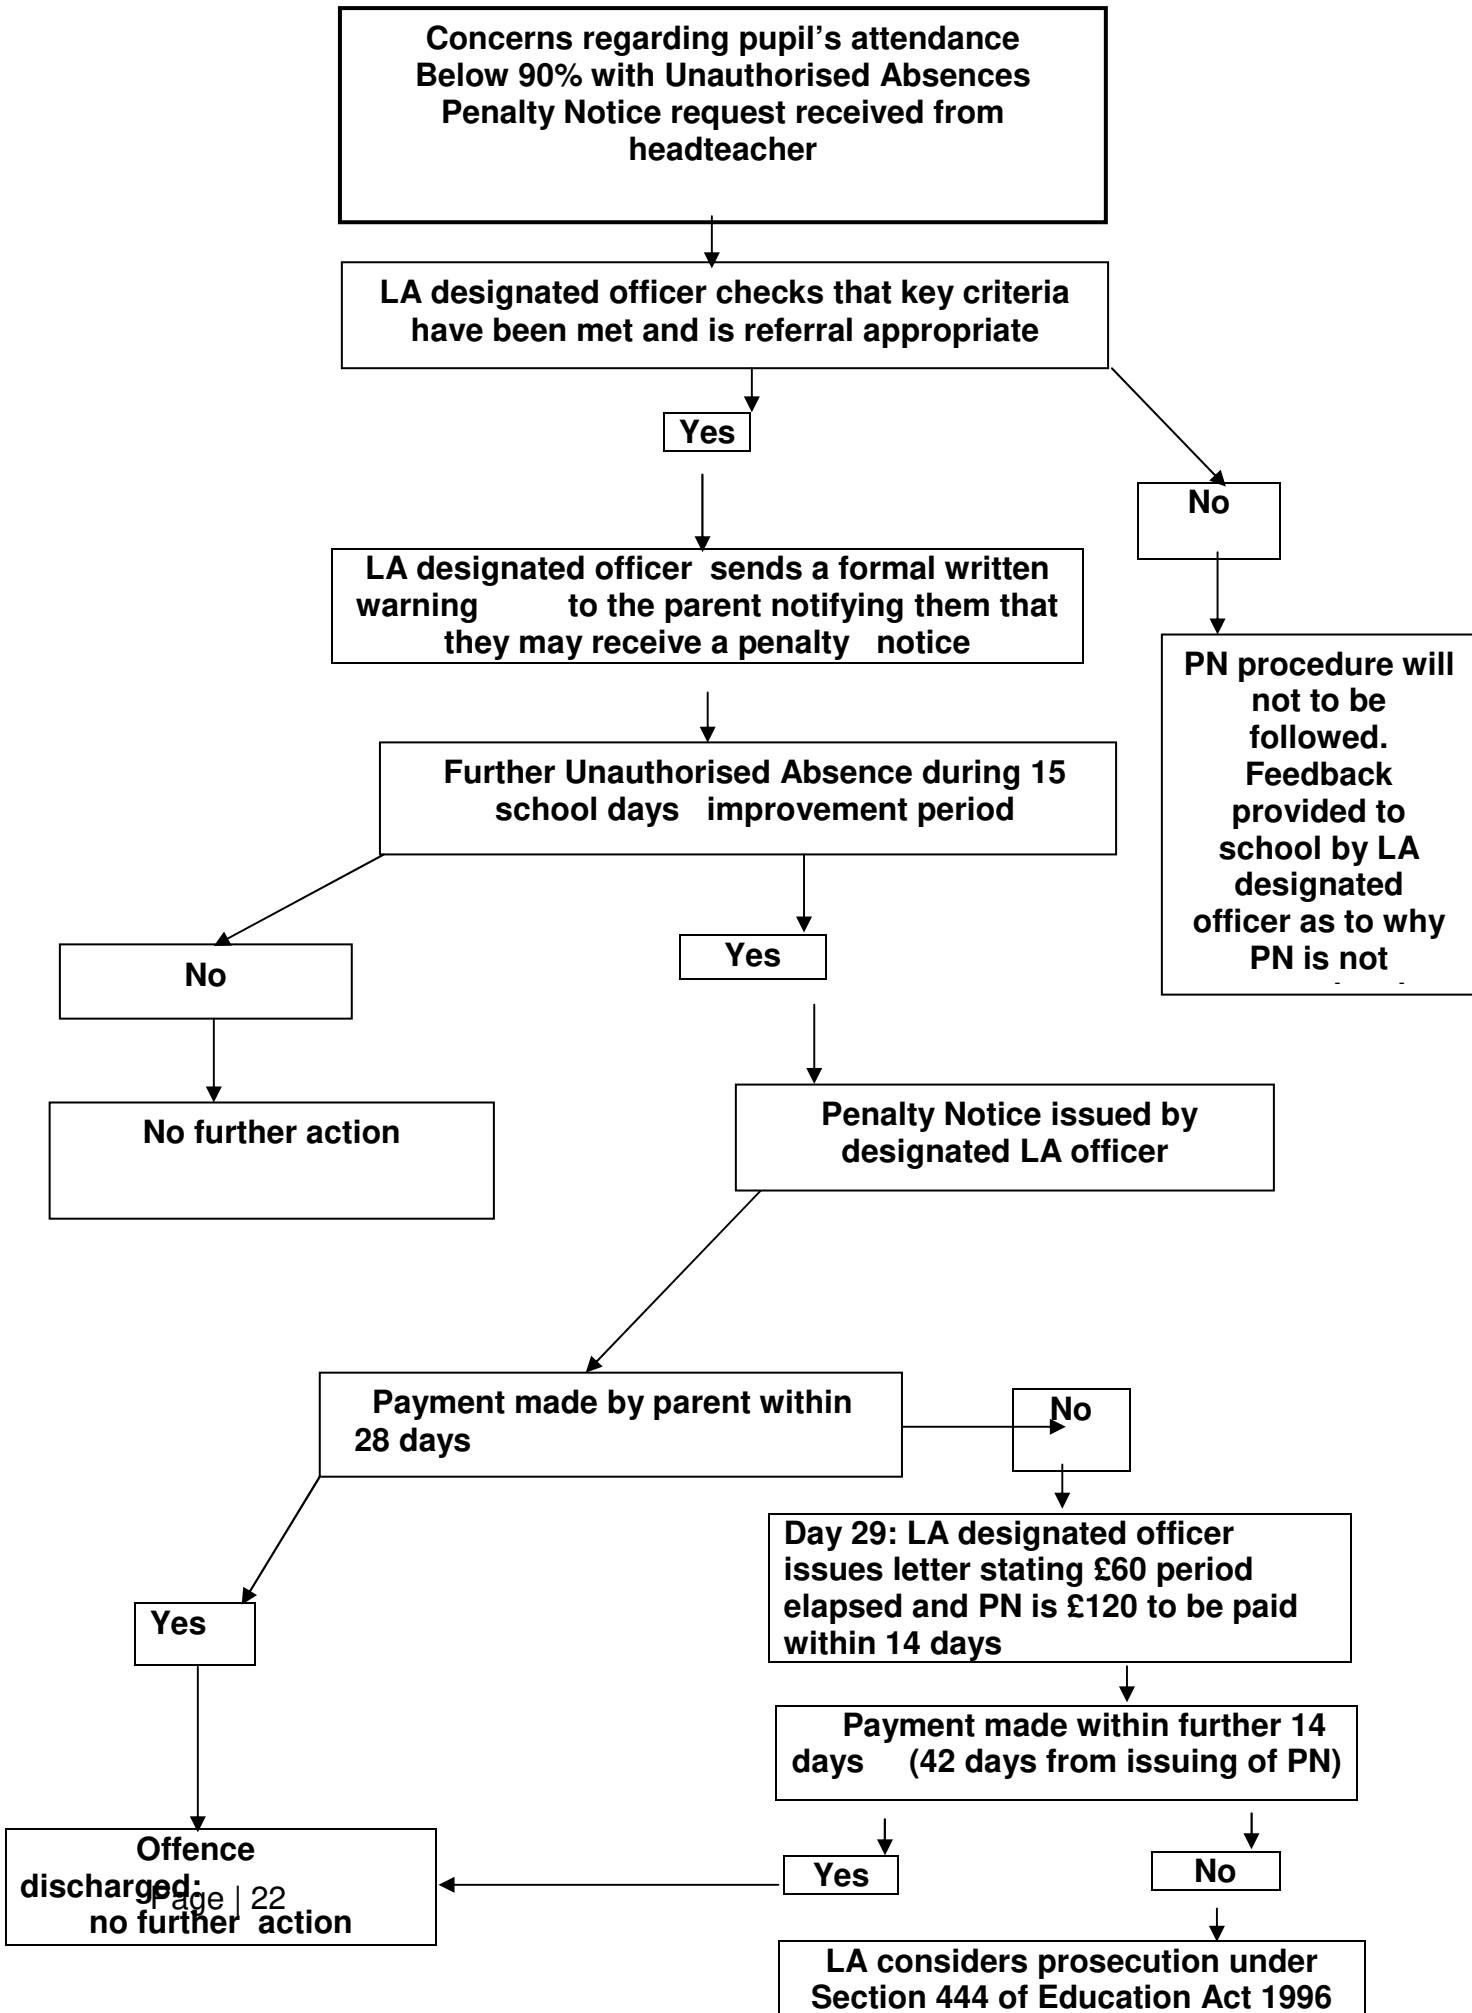 Concerns regarding pupil’s attendance
Below 90% with Unauthorised Absences
Penalty Notice request received from
headteacher
LA designated officer checks that key criteria
have been met and is referral appropriate
Yes
No
LA designated officer sends a formal written
warning to the parent notifying them that
they may receive a penalty notice
PN procedure will
not to be
followed.
Feedback
provided to
school by LA
designated
officer as to why
PN is not
Further Unauthorised Absence during 15
school days improvement period
No
Yes
No further action
Penalty Notice issued by
designated LA officer
Payment made by parent within
28 days
No
Day 29: LA designated officer
issues letter stating £60 period
elapsed and PN is £120 to be paid
within 14 days
Yes
Payment made within further 14
days (42 days from issuing of PN)
Offence
discharged:
no further action
Page | 22
Yes
No
LA considers prosecution under
Section 444 of Education Act 1996